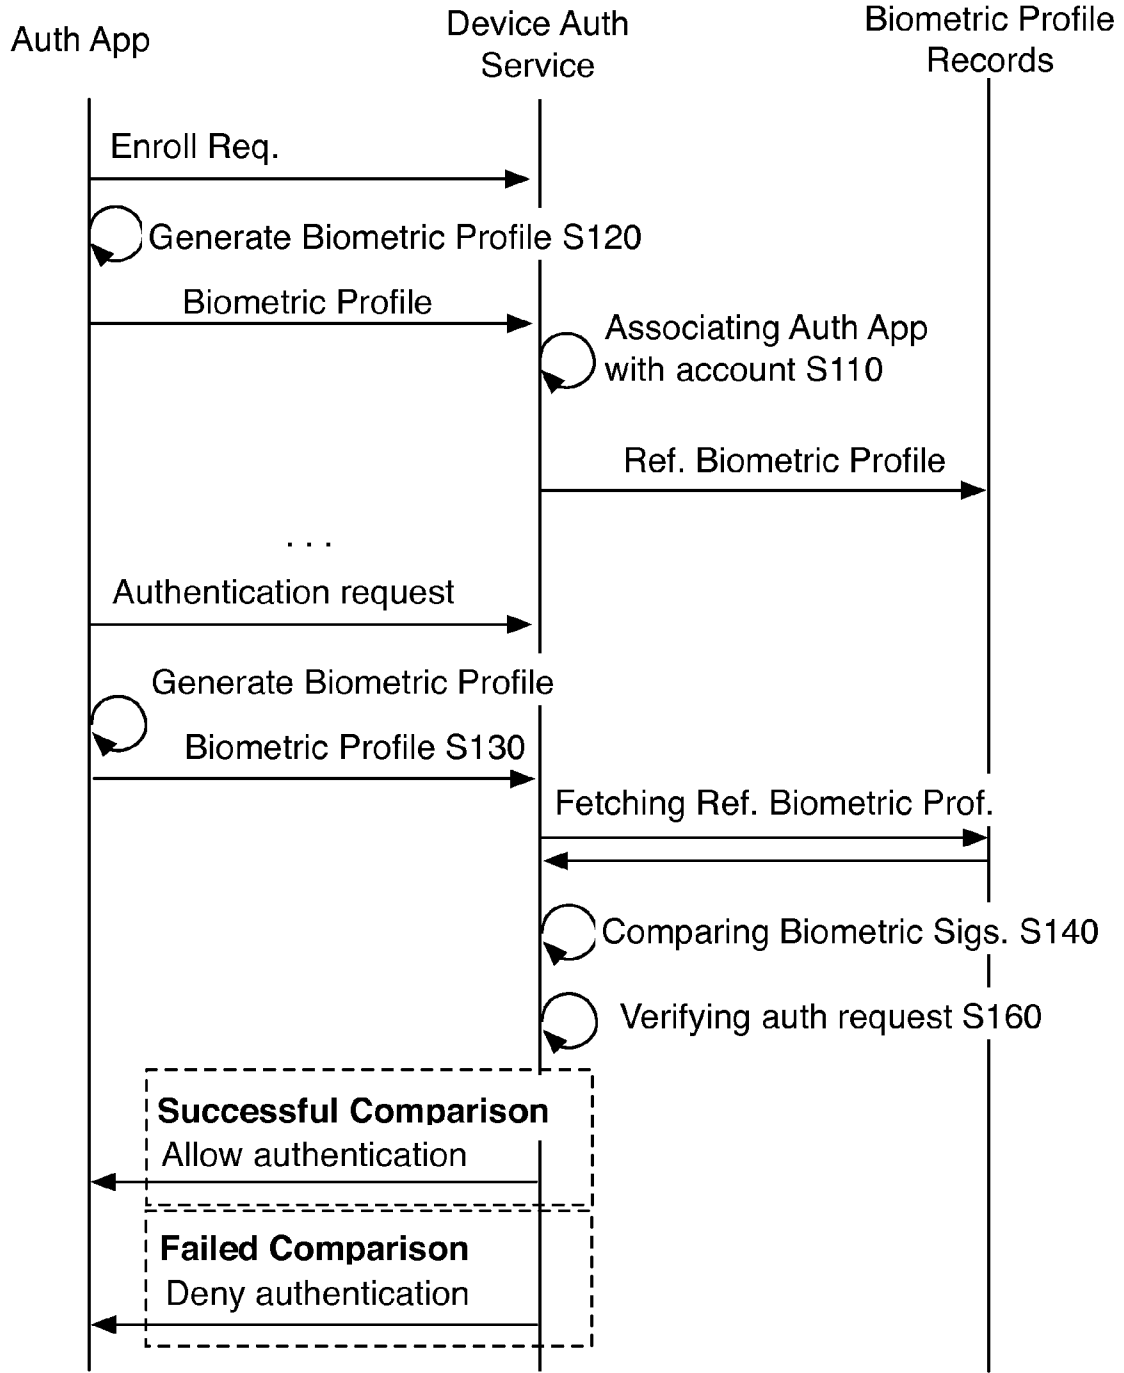 Auth App
Device Auth
Service
Biometric Profile
Records
Enroll Req.
Generate Biometric Profile S120
Biometric Profile
Associating Auth App
with account S110
Ref. Biometric Profile
. . .
Authentication request
Generate Biometric Profile
Biometric Profile S130
Fetching Ref. Biometric Prof.
Comparing Biometric Sigs. S140
Verifying auth request S160
Successful Comparison
Allow authentication
Failed Comparison
Deny authentication